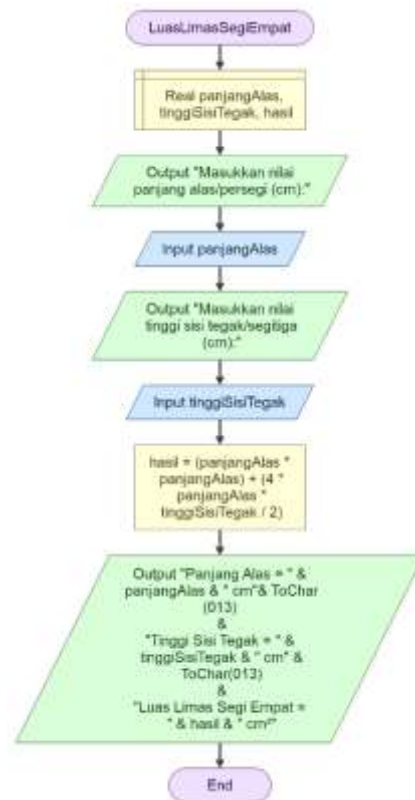 LuasLimasSegiEmpat
Real panjangAlas,
tinggiSisiTegak, hasil
Output "Masukkan nilai
panjang alas/persegi (cm):"
Input panjangAlas
Output "Masukkan nilai
tinggi sisi tegak/segitiga
(cm):"
Input tinggiSisiTegak
hasil = (panjangAlas *
panjangAlas) + (4 *
panjangAlas *
tinggiSisiTegak / 2)
Output "Panjang Alas = " &
panjangAlas & " cm"& ToChar
(013)
&
"Tinggi Sisi Tegak = " &
tinggiSisiTegak & " cm" &
ToChar(013)
&
"Luas Limas Segi Empat =
" & hasil & " cm²"
End